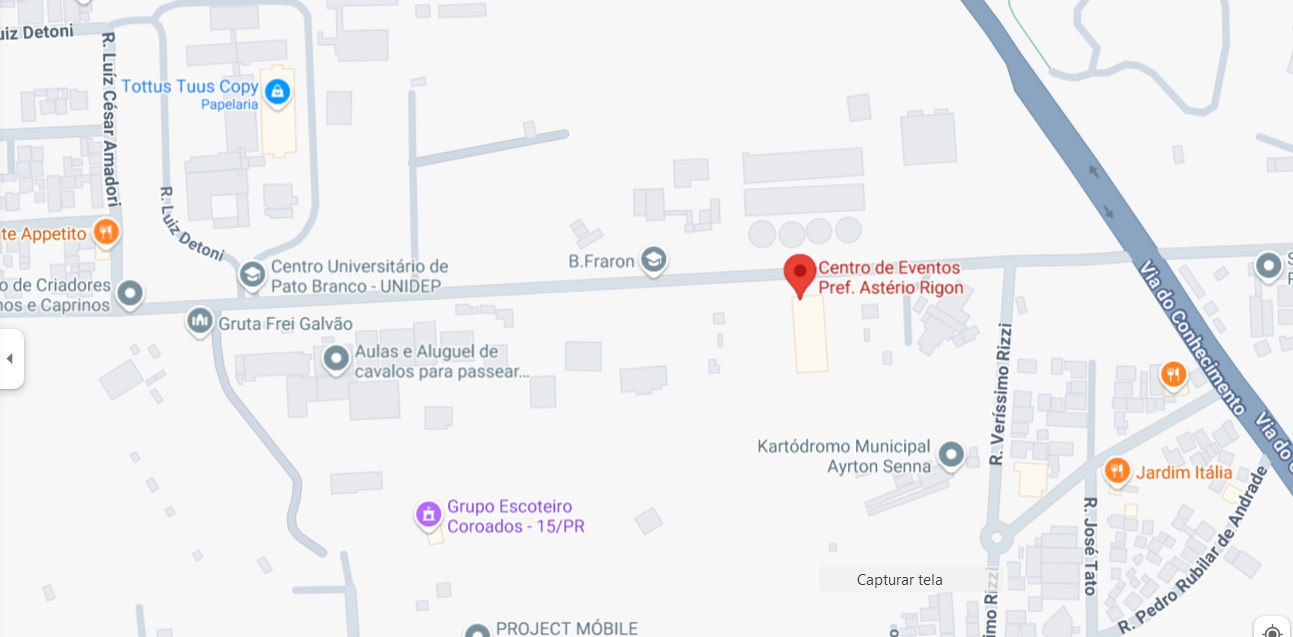 uiz Detoni
R. Luíz César Amadori
Tottus Tuus Copy
Papelaria
R. Luiz Detoni
te Appetito
Centro Universitário de
Pato Branco - UNIDEP
B.Fraron
Centro de Eventos
Pref. Astério Rigon
o de Criadores
nos e Caprinos
Gruta Frei Galvão
Aulas e Aluguel de
cavalos para passear...
Via do Conhecimento
Via do
R. Veríssimo Rizzi
Kartódromo Municipal
Ayrton Senna
Jardim Itália
Grupo Escoteiro
Coroados - 15/PR
R. José Tato
R. Pedro Rubilar de Andrade
Capturar tela
simo Rizzi
PROJECT MÓBILE